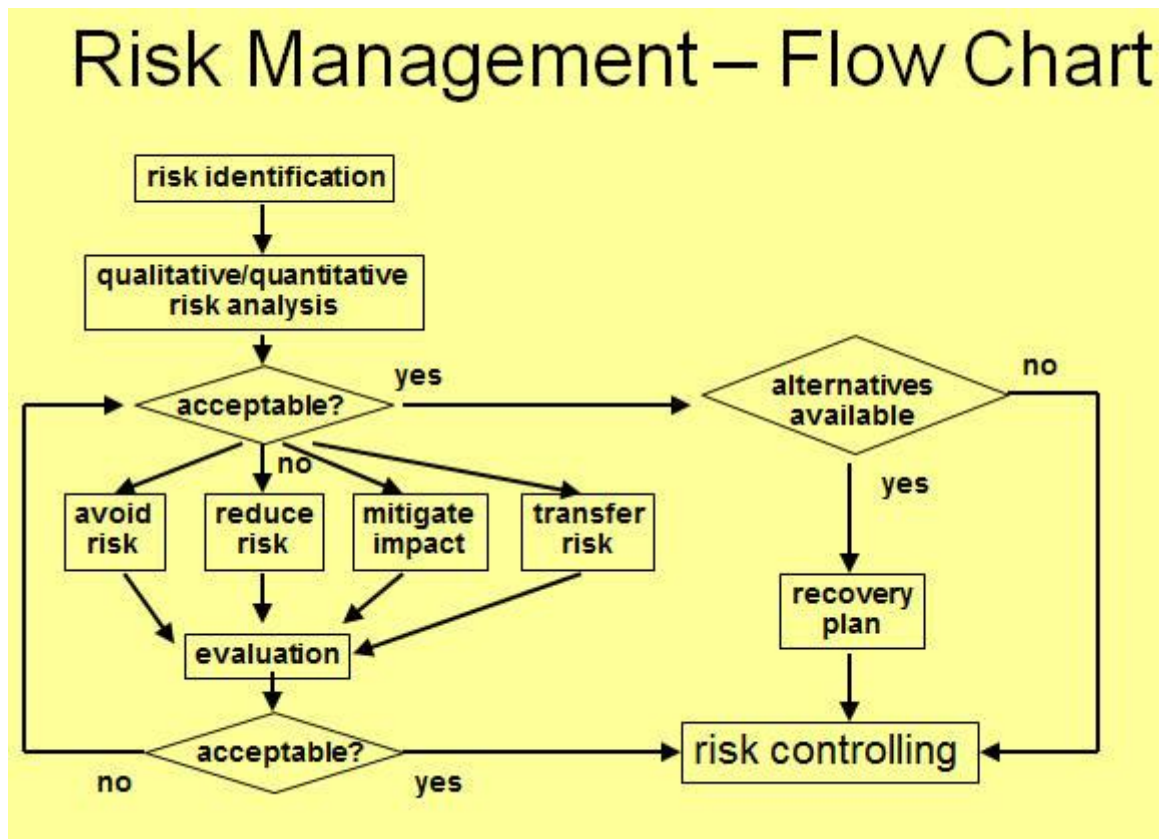 Risk Management – Flow Chart
risk identification
qualitative/quantitative
risk analysis
acceptable?
yes
alternatives
available
no
no
yes
avoid
risk
reduce
risk
mitigate
impact
transfer
risk
recovery
plan
evaluation
acceptable?
no
yes
risk controlling